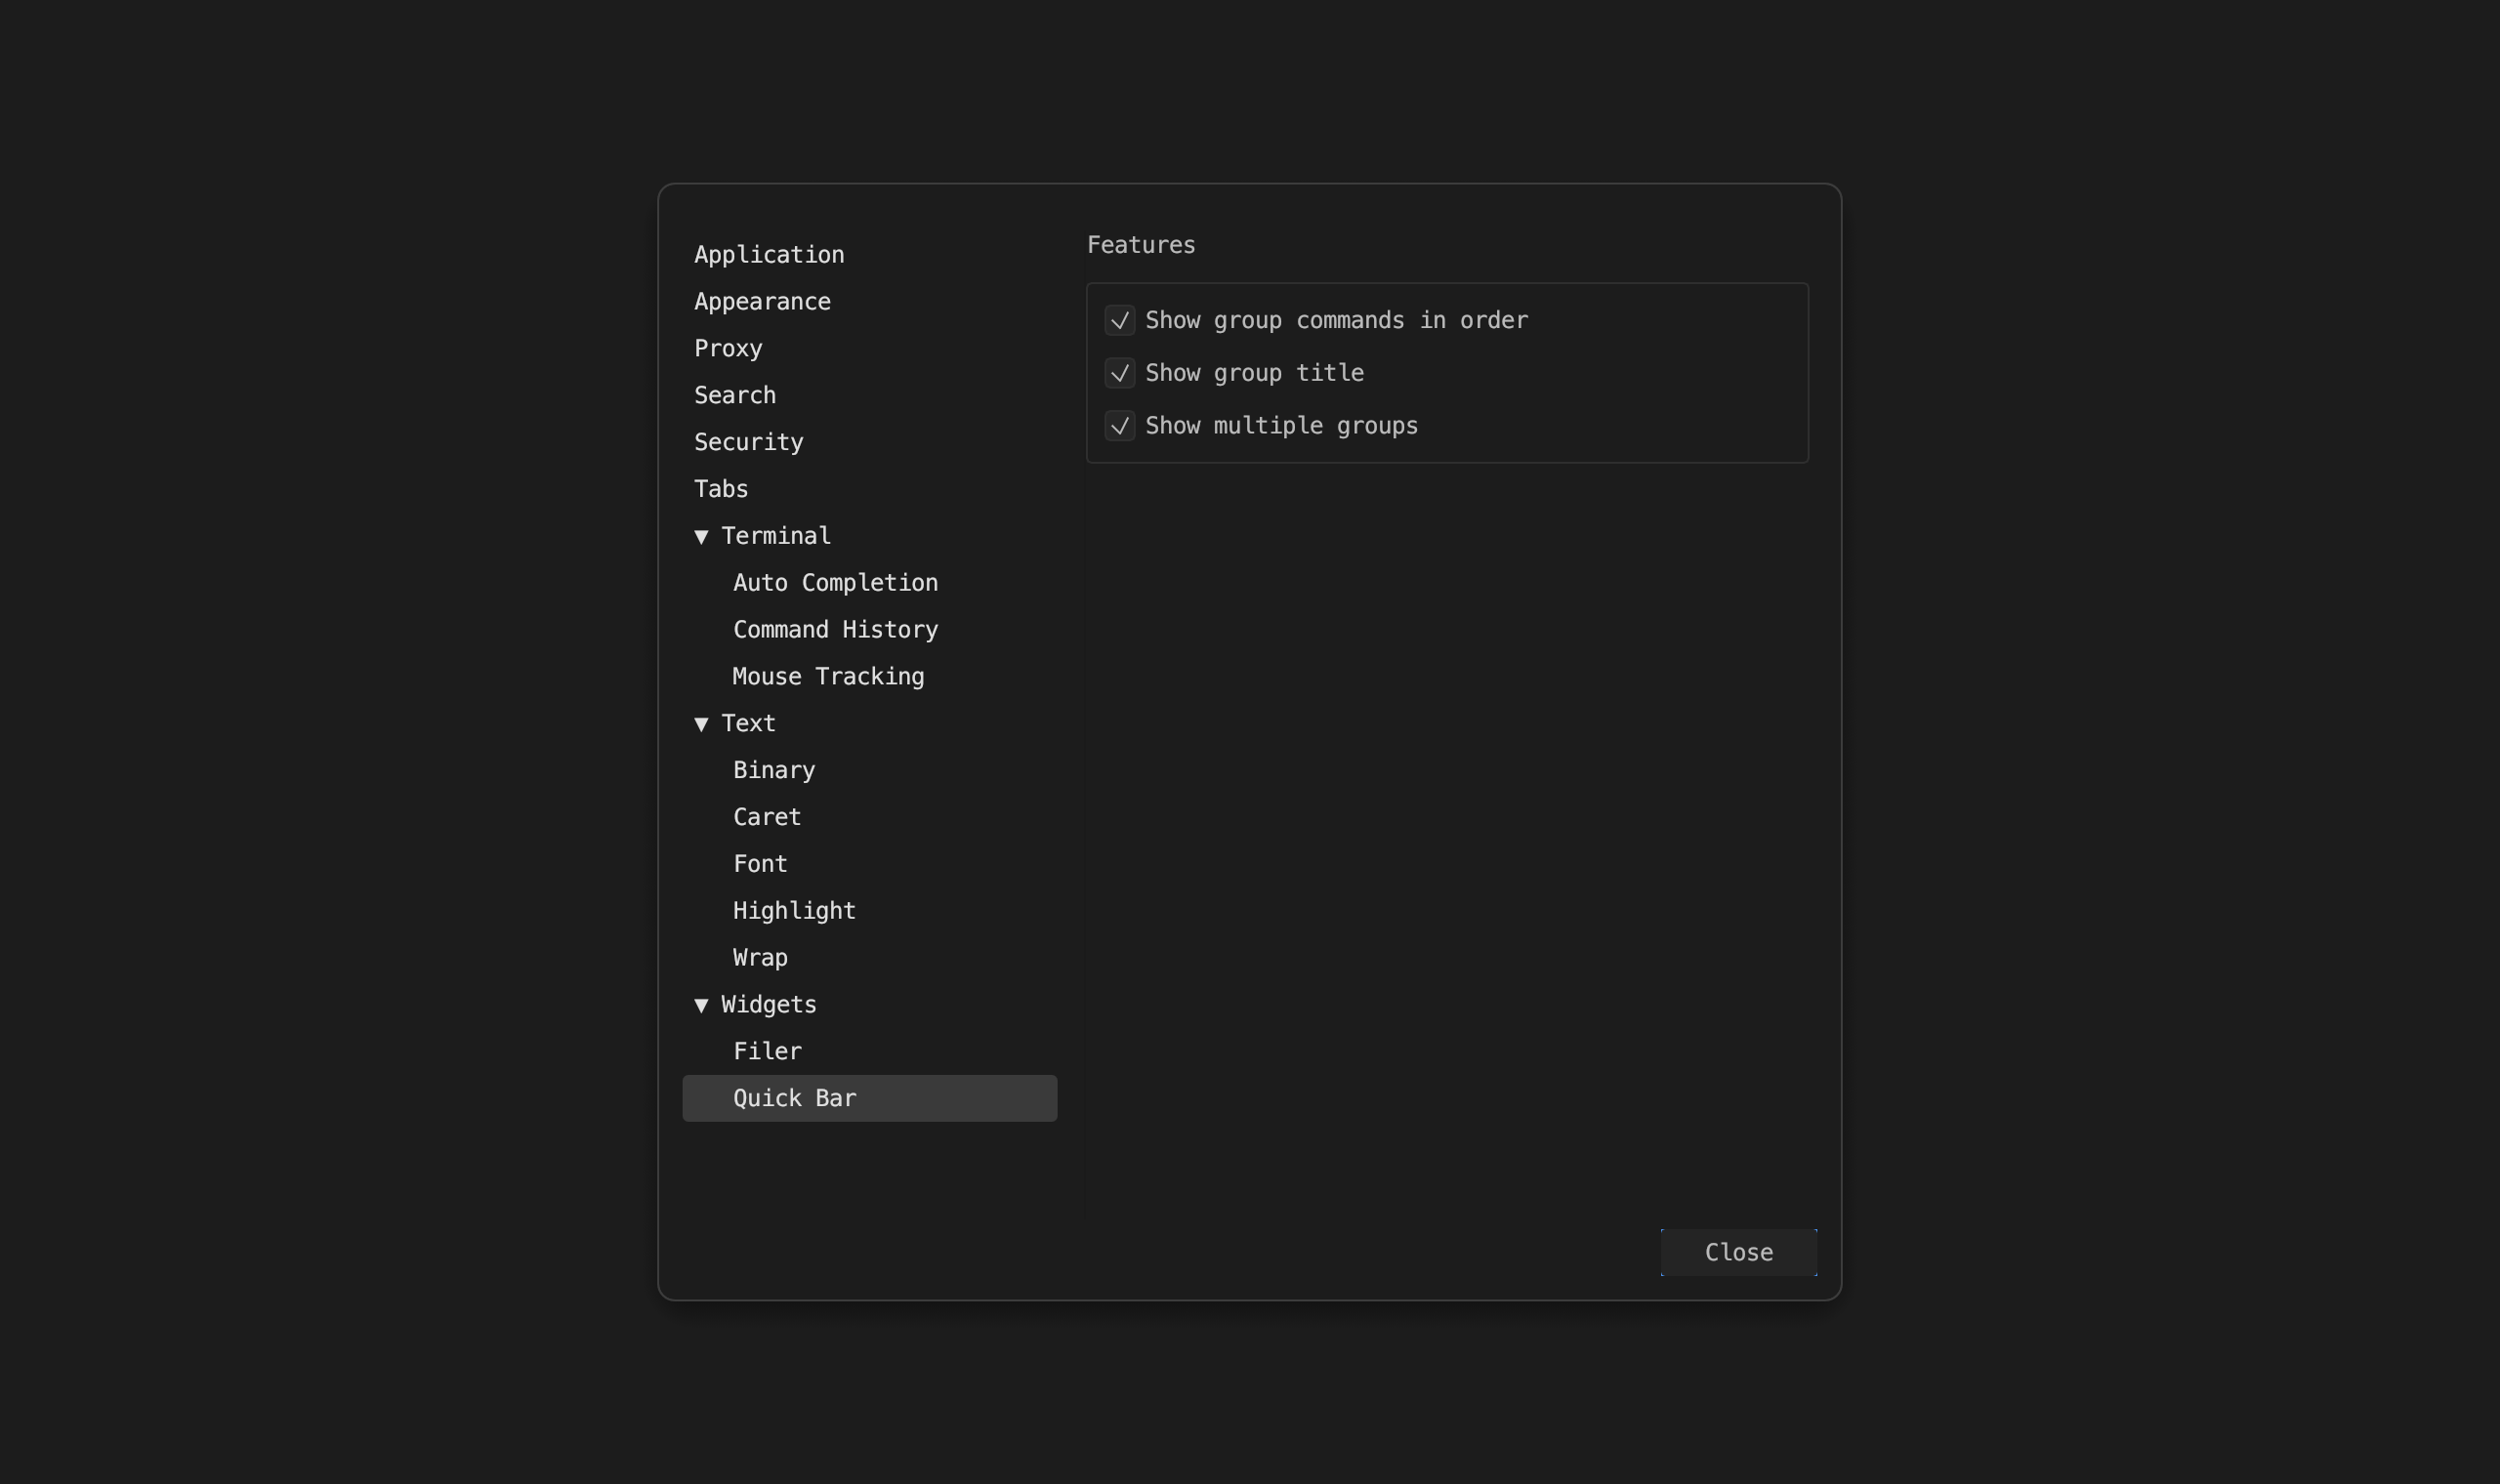 Application
Appearance
Proxy
Search
Security
Tabs
▼ Terminal
Auto Completion
Command History
Mouse Tracking
▼ Text
Binary
Caret
Font
Highlight
Wrap
▼ Widgets
Filer
Quick Bar
Features
Show group commands in order
Show group title
Show multiple groups
Close